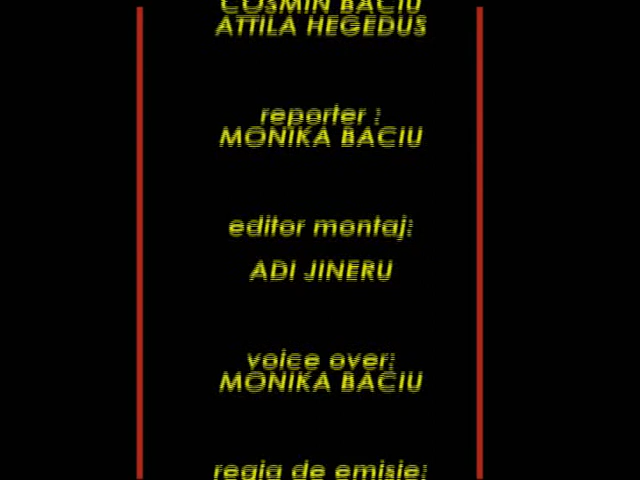 COSMIN BACIU
ATTILA HEGEDUS
reporter :
MONIKA BACIU
editor montaj:
ADI JINERU
voice over:
MONIKA BACIU
regia de emisie: